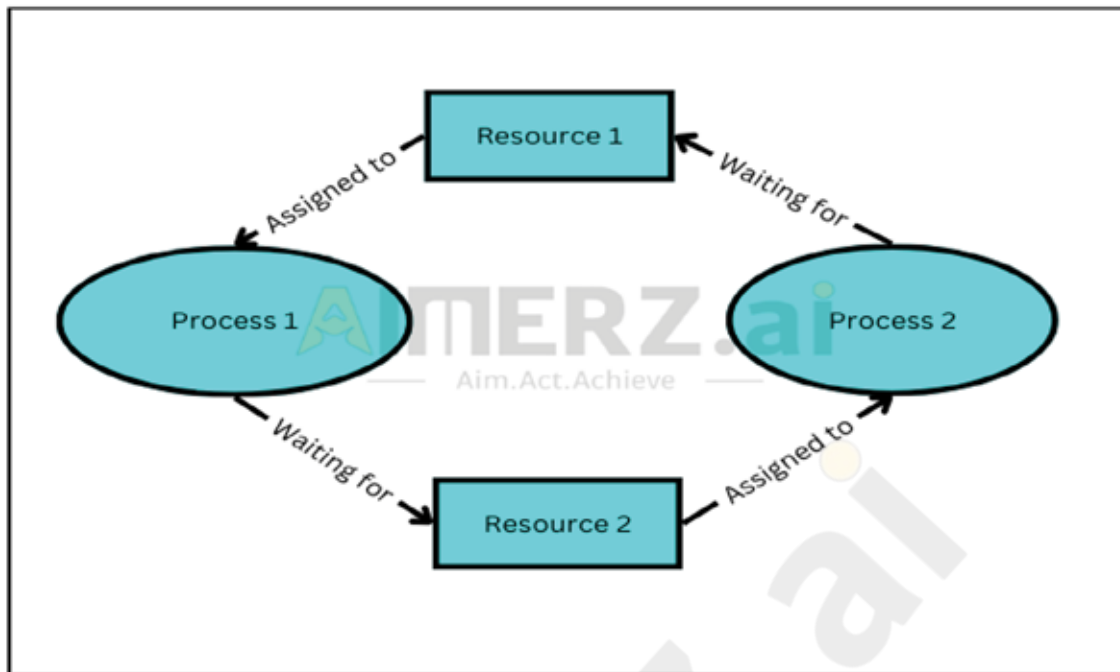 Resource 1
Assigned to
Waiting for
Process 1
AIMERZ.ai
Process 2
Aim.Act.Achieve
Waiting for
Assigned to
Resource 2
ai